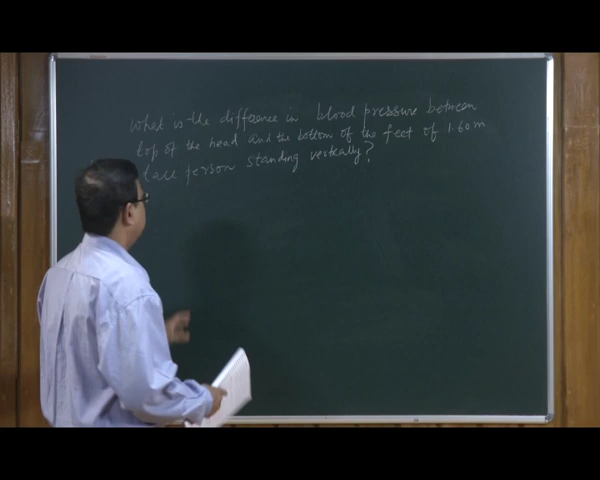 what is the difference in blood pressure between
top of the head and the bottom of the feet of 1.60 m
person standing vertically?